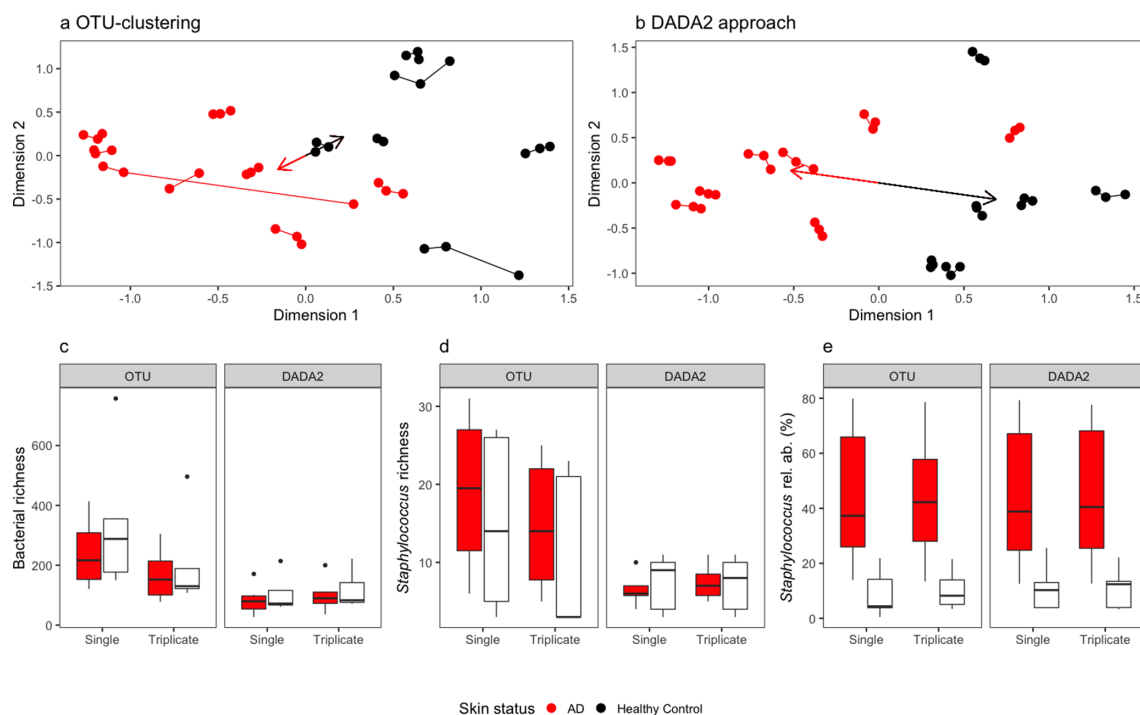 a OTU-clustering
b DADA2 approach
1.0
0.5
0.0
-0.5
-1.0
-1.5
Dimension 2
-1.0
-0.5
0.0
0.5
1.0
1.5
Dimension 1
1.5
1.0
0.5
0.0
-0.5
-1.0
Dimension 2
-1.0
-0.5
0.0
0.5
1.0
1.5
Dimension 1
c
OTU
DADA2
600
400
200
0
Bacterial richness
Single
Triplicate
Single
Triplicate
d
OTU
DADA2
30
20
10
Staphylococcus richness
Single
Triplicate
Single
Triplicate
e
OTU
DADA2
80
60
40
20
0
Staphylococcus rel. ab. (%)
Single
Triplicate
Single
Triplicate
Skin status AD Healthy Control